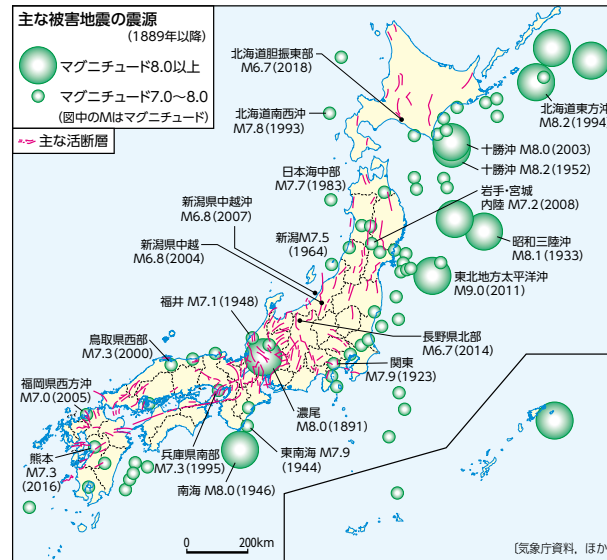 主な被害地震の震源
(1889年以降)
マグニチュード8.0以上
マグニチュード7.0〜8.0
(図中のMはマグニチュード)
主な活断層
北海道胆振東部
M6.7(2018)
北海道南西沖
M7.8(1993)
北海道東方沖
M8.2(1994)
十勝沖 M8.0(2003)
十勝沖 M8.2(1952)
日本海中部
M7.7(1983)
岩手・宮城
内陸 M7.2(2008)
新潟県中越沖
M6.8(2007)
新潟県中越
M6.8(2004)
新潟M7.5
(1964)
昭和三陸沖
M8.1(1933)
東北地方太平洋沖
M9.0(2011)
福井 M7.1(1948)
長野県北部
M6.7(2014)
鳥取県西部
M7.3(2000)
関東
M7.9(1923)
福岡県西方沖
M7.0(2005)
濃尾
M8.0(1891)
熊本
M7.3
(2016)
兵庫県南部
M7.3(1995)
東南海 M7.9
(1944)
南海 M8.0(1946)
0 200km
〔気象庁資料，ほか